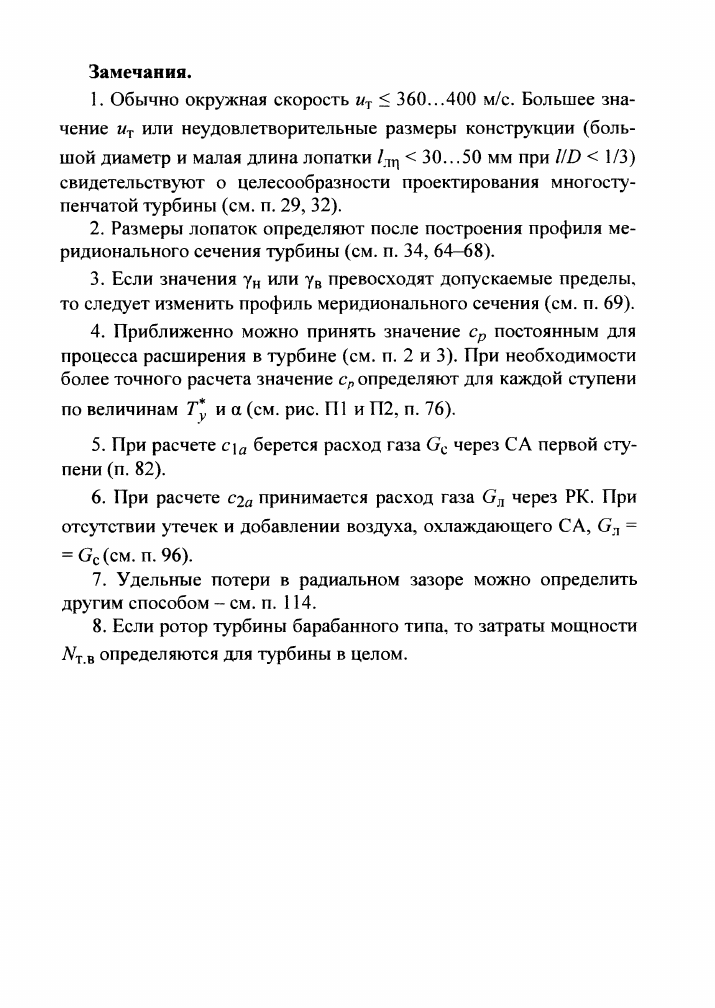 Замечания.
1. Обычно окружная скорость uт ≤ 360...400 м/с. Большее зна-
чение uт или неудовлетворительные размеры конструкции (боль-
шой диаметр и малая длина лопатки lлη < 30...50 мм при l/D < 1/3)
свидетельствуют о целесообразности проектирования многосту-
пенчатой турбины (см. п. 29, 32).
2. Размеры лопаток определяют после построения профиля ме-
ридионального сечения турбины (см. п. 34, 64–68).
3. Если значения γн или γв превосходят допускаемые пределы,
то следует изменить профиль меридионального сечения (см. п. 69).
4. Приближенно можно принять значение cp постоянным для
процесса расширения в турбине (см. п. 2 и 3). При необходимости
более точного расчета значение cp определяют для каждой ступени
по величинам T*y и α (см. рис. П1 и П2, п. 76).
5. При расчете c1a берется расход газа Gс через СА первой сту-
пени (п. 82).
6. При расчете c2a принимается расход газа Gл через РК. При
отсутствии утечек и добавлении воздуха, охлаждающего СА, Gл =
= Gс (см. п. 96).
7. Удельные потери в радиальном зазоре можно определить
другим способом – см. п. 114.
8. Если ротор турбины барабанного типа, то затраты мощности
Nт.в определяются для турбины в целом.